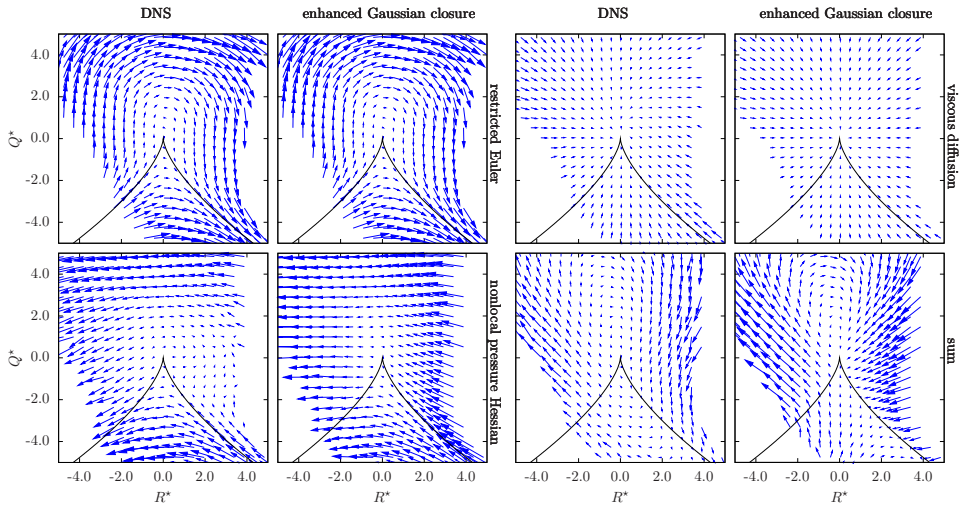 DNS enhanced Gaussian closure DNS enhanced Gaussian closure
4.0
2.0
0.0
-2.0
-4.0
Q*
restricted Euler
viscous diffusion
4.0
2.0
0.0
-2.0
-4.0
Q*
nonlocal pressure Hessian
sum
-4.0 -2.0 0.0 2.0 4.0 -4.0 -2.0 0.0 2.0 4.0 -4.0 -2.0 0.0 2.0 4.0 -4.0 -2.0 0.0 2.0 4.0
R* R* R* R*